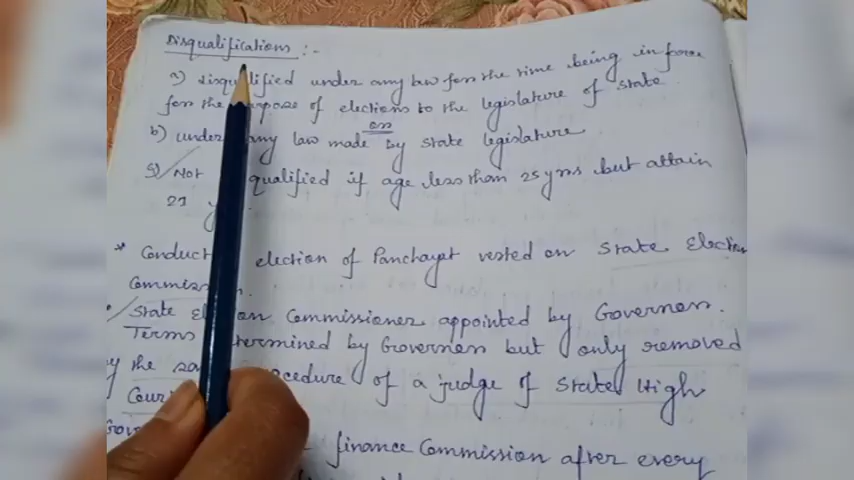 Disqualifications :-
a) disqualified under any law for the time being in force
for the purpose of elections to the legislature of state
or
b) under any law made by state legislature
Not qualified if age less than 25 yrs but attain
21
* Conduct election of Panchayat vested on State Election
Commission.
State Commissioner appointed by Governor.
Terms determined by Governor but only removed
by the procedure of a judge of State High
Court
finance Commission after every